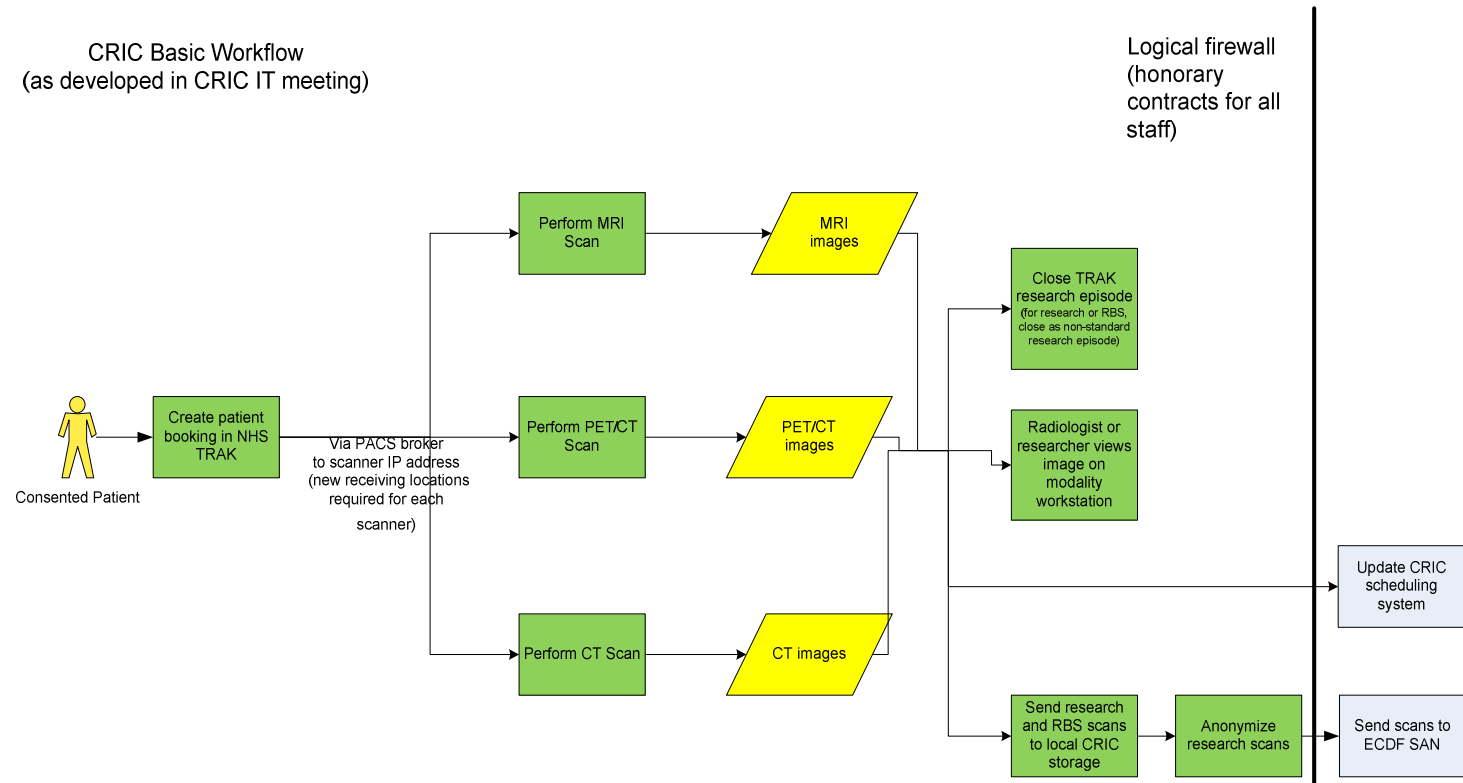 CRIC Basic Workflow
(as developed in CRIC IT meeting)
Logical firewall
(honorary
contracts for all
staff)
Perform MRI
Scan
MRI
images
Close TRAK
research episode
(for research or RBS,
close as non-standard
research episode)
Consented Patient
Create patient
booking in NHS
TRAK
Via PACS broker
to scanner IP address
(new receiving locations
required for each
scanner)
Perform PET/CT
Scan
PET/CT
images
Radiologist or
researcher views
image on
modality
workstation
Update CRIC
scheduling
system
Perform CT Scan
CT images
Send research
and RBS scans
to local CRIC
storage
Anonymize
research scans
Send scans to
ECDF SAN